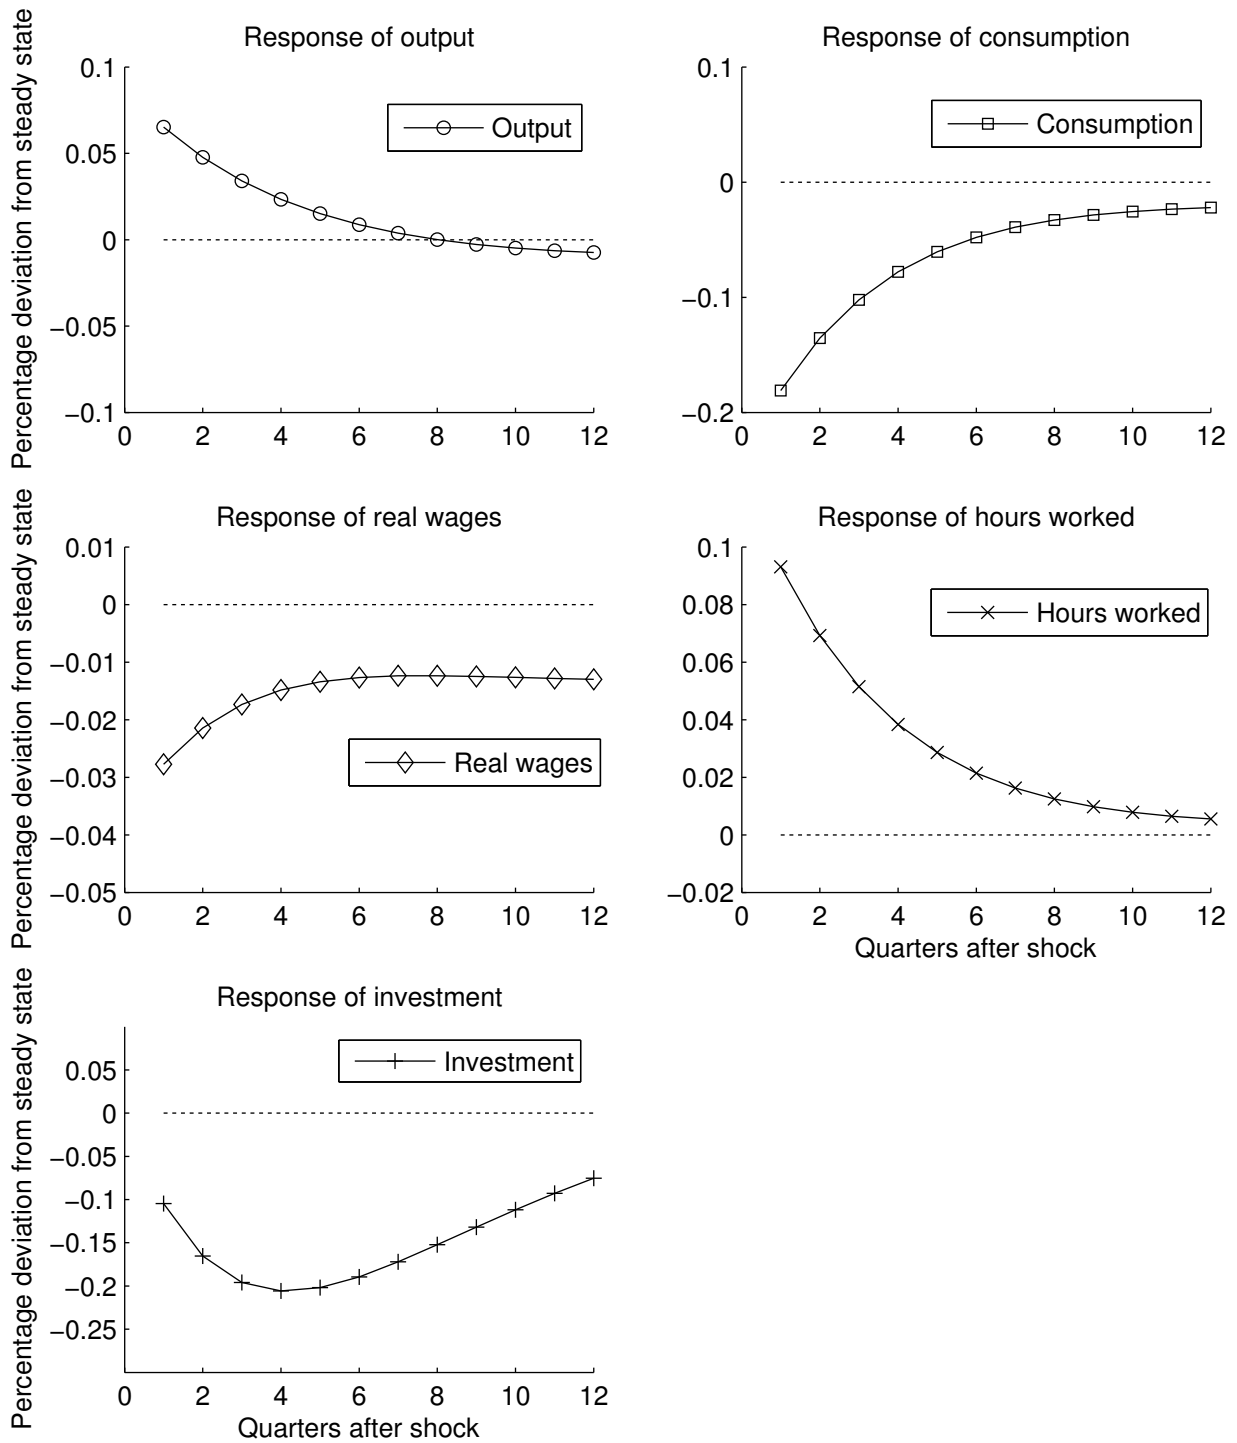 Response of output
Percentage deviation from steady state
0.1
0.05
0
−0.05
−0.1
0 2 4 6 8 10 12
Output
Response of consumption
0.1
0
−0.1
−0.2
0 2 4 6 8 10 12
Consumption
Response of real wages
Percentage deviation from steady state
0.01
0
−0.01
−0.02
−0.03
−0.04
−0.05
0 2 4 6 8 10 12
Real wages
Response of hours worked
0.1
0.08
0.06
0.04
0.02
0
−0.02
0 2 4 6 8 10 12
Quarters after shock
Hours worked
Response of investment
Percentage deviation from steady state
0.05
0
−0.05
−0.1
−0.15
−0.2
−0.25
0 2 4 6 8 10 12
Quarters after shock
Investment